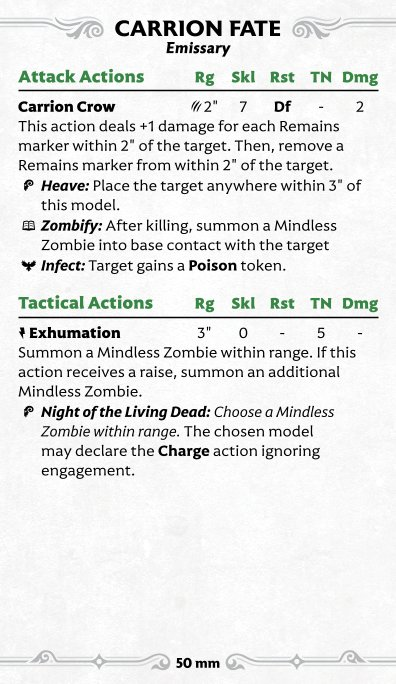 CARRION FATE
Emissary
Attack Actions Rg Skl Rst TN Dmg
Carrion Crow 2" 7 Df - 2
This action deals +1 damage for each Remains
marker within 2" of the target. Then, remove a
Remains marker from within 2" of the target.
Heave: Place the target anywhere within 3" of
this model.
Zombify: After killing, summon a Mindless
Zombie into base contact with the target
Infect: Target gains a Poison token.
Tactical Actions Rg Skl Rst TN Dmg
Exhumation 3" 0 - 5 -
Summon a Mindless Zombie within range. If this
action receives a raise, summon an additional
Mindless Zombie.
Night of the Living Dead: Choose a Mindless
Zombie within range. The chosen model
may declare the Charge action ignoring
engagement.
50 mm